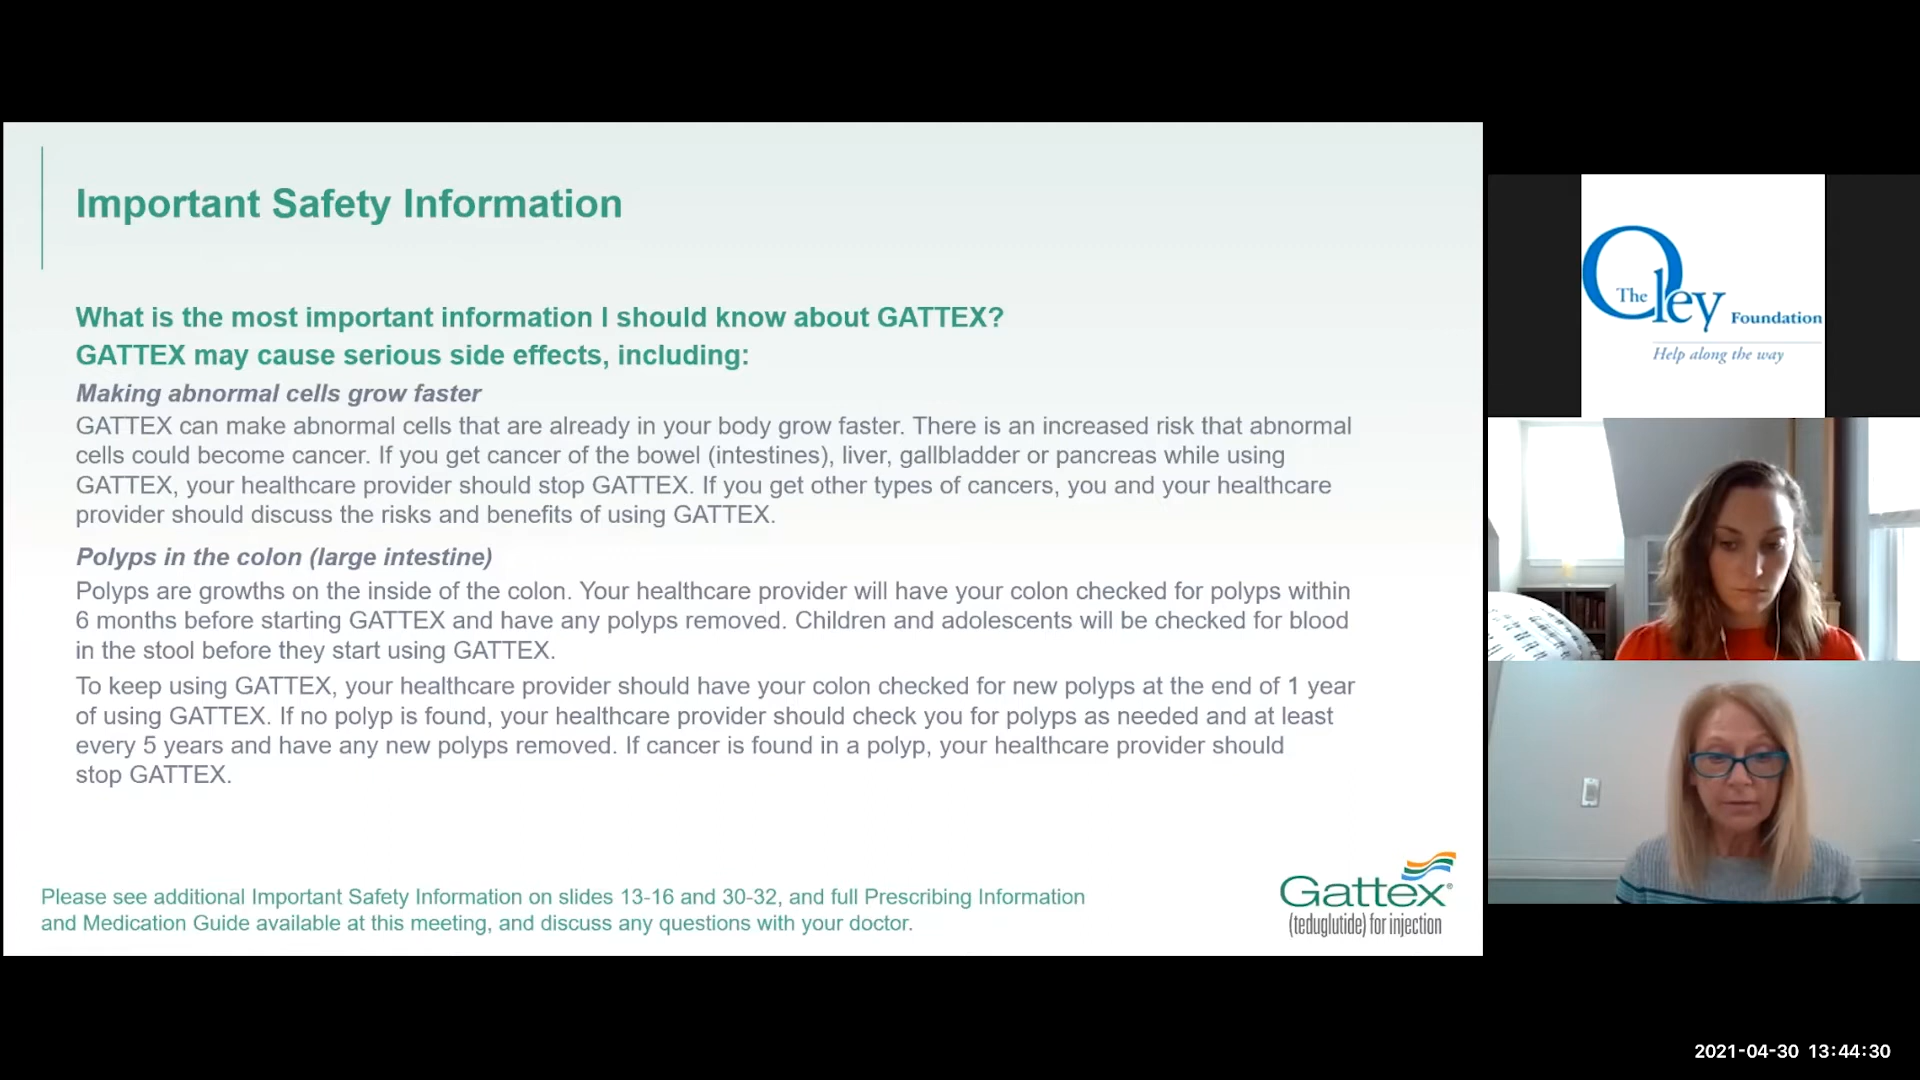 Important Safety Information
What is the most important information I should know about GATTEX?
GATTEX may cause serious side effects, including:
Making abnormal cells grow faster
GATTEX can make abnormal cells that are already in your body grow faster. There is an increased risk that abnormal
cells could become cancer. If you get cancer of the bowel (intestines), liver, gallbladder or pancreas while using
GATTEX, your healthcare provider should stop GATTEX. If you get other types of cancers, you and your healthcare
provider should discuss the risks and benefits of using GATTEX.
Polyps in the colon (large intestine)
Polyps are growths on the inside of the colon. Your healthcare provider will have your colon checked for polyps within
6 months before starting GATTEX and have any polyps removed. Children and adolescents will be checked for blood
in the stool before they start using GATTEX.
To keep using GATTEX, your healthcare provider should have your colon checked for new polyps at the end of 1 year
of using GATTEX. If no polyp is found, your healthcare provider should check you for polyps as needed and at least
every 5 years and have any new polyps removed. If cancer is found in a polyp, your healthcare provider should
stop GATTEX.
Please see additional Important Safety Information on slides 13-16 and 30-32, and full Prescribing Information
and Medication Guide available at this meeting, and discuss any questions with your doctor.
Gattex®
(teduglutide) for injection
The Oley Foundation
Help along the way
2021-04-30 13:44:30